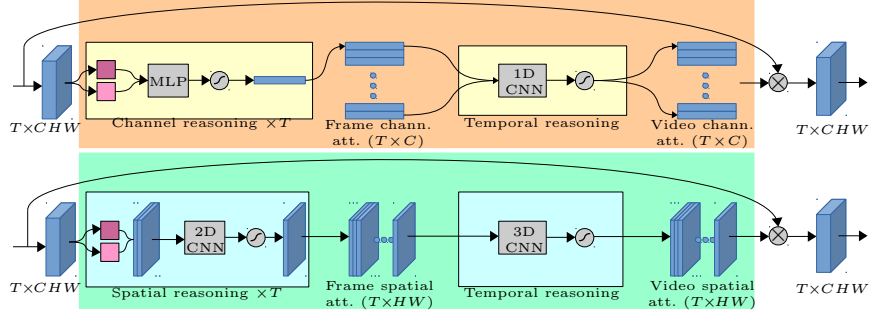 MLP
1D
CNN
T×CHW
Channel reasoning ×T
Frame chann.
att. (T×C)
Temporal reasoning
Video chann.
att. (T×C)
T×CHW
2D
CNN
3D
CNN
T×CHW
Spatial reasoning ×T
Frame spatial
att. (T×HW)
Temporal reasoning
Video spatial
att. (T×HW)
T×CHW